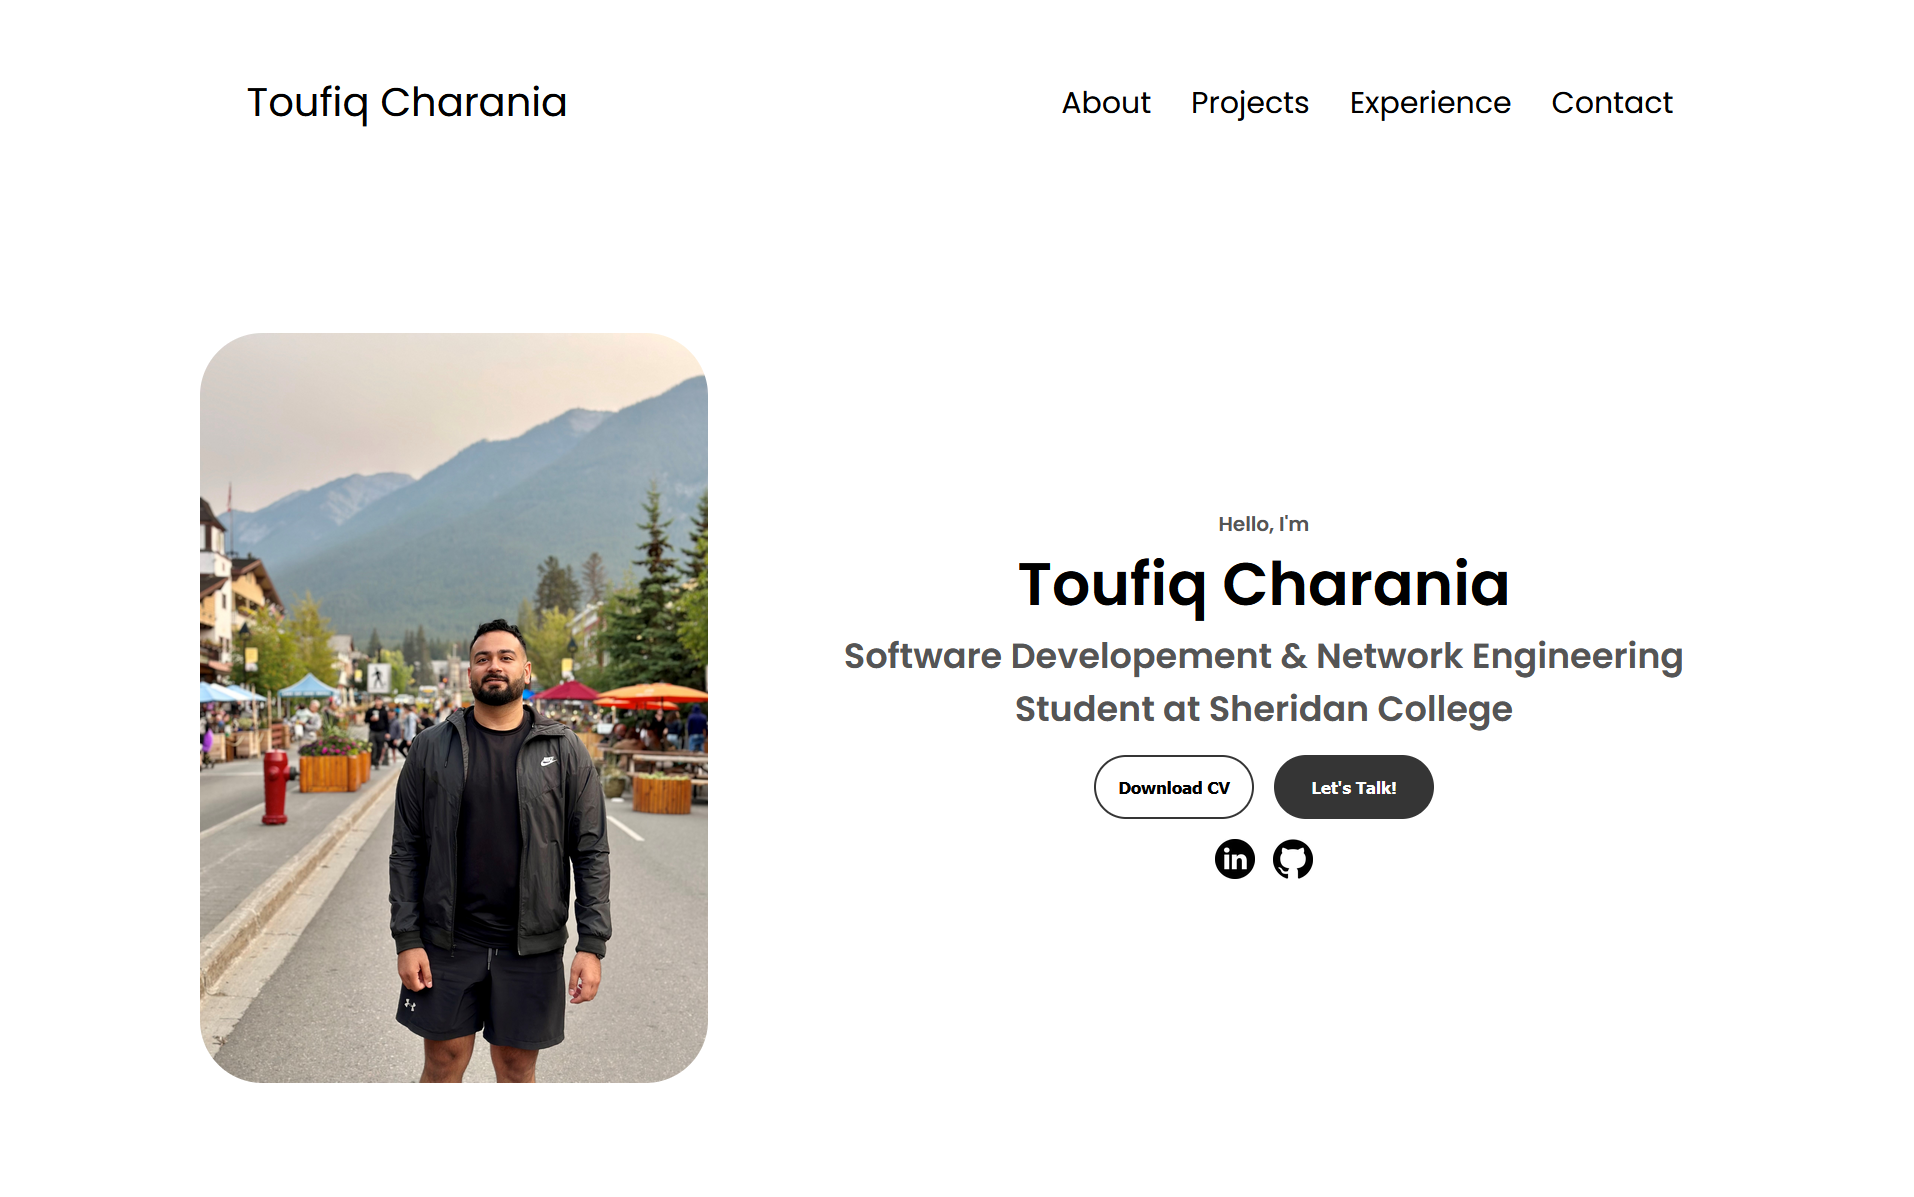 Toufiq Charania
About Projects Experience Contact
Hello, I'm
Toufiq Charania
Software Developement & Network Engineering
Student at Sheridan College
Download CV
Let's Talk!
in